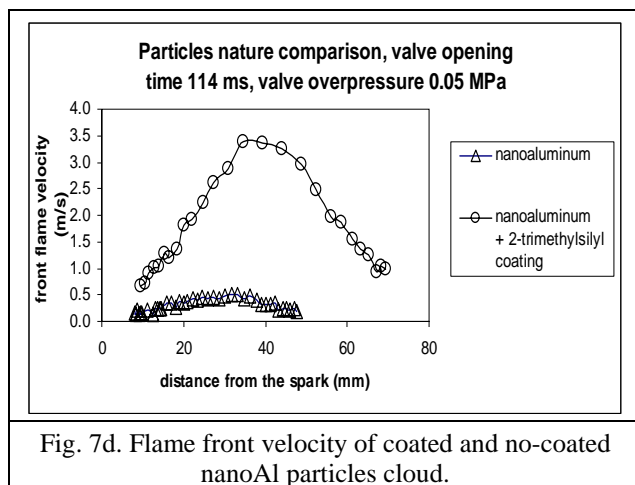 Particles nature comparison, valve opening
time 114 ms, valve overpressure 0.05 MPa
front flame velocity
(m/s)
4.0
3.5
3.0
2.5
2.0
1.5
1.0
0.5
0.0
0
20
40
60
80
distance from the spark (mm)
nanoaluminum
nanoaluminum
+ 2-trimethylsilyl
coating
Fig. 7d. Flame front velocity of coated and no-coated
nanoAl particles cloud.